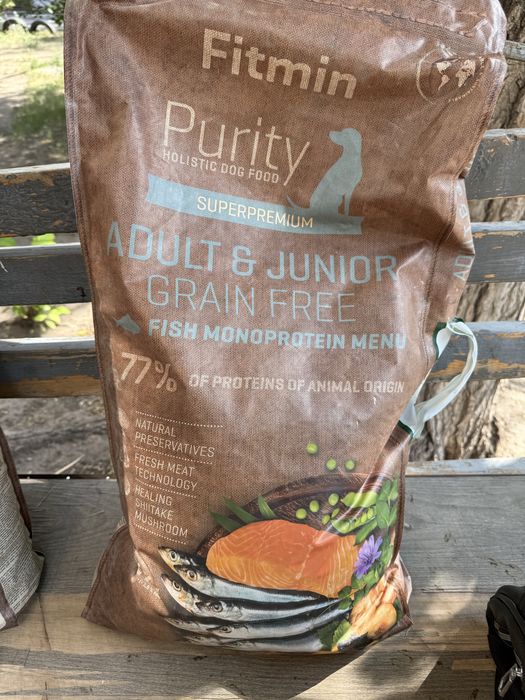 Fitmin
Purity
HOLISTIC DOG FOOD
SUPERPREMIUM
ADULT & JUNIOR
GRAIN FREE
FISH MONOPROTEIN MENU
77% OF PROTEINS OF ANIMAL ORIGIN
NATURAL
PRESERVATIVES
FRESH MEAT
TECHNOLOGY
HEALING
SHIITAKE
MUSHROOM